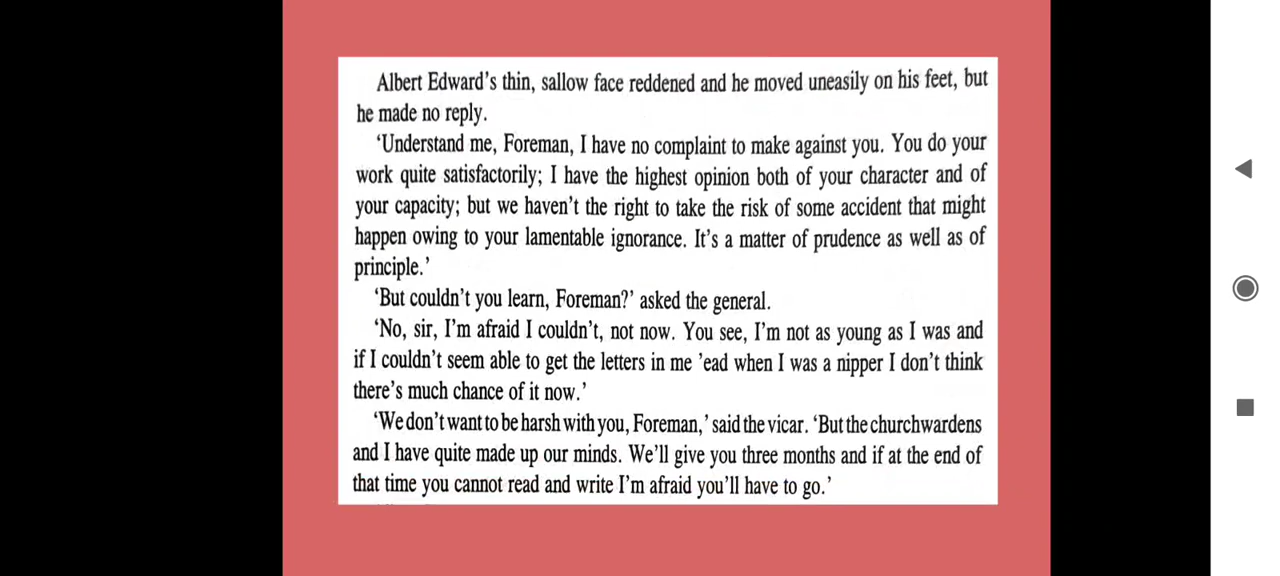 Albert Edward's thin, sallow face reddened and he moved uneasily on his feet, but
he made no reply.
'Understand me, Foreman, I have no complaint to make against you. You do your
work quite satisfactorily; I have the highest opinion both of your character and of
your capacity; but we haven't the right to take the risk of some accident that might
happen owing to your lamentable ignorance. It's a matter of prudence as well as of
principle.'
'But couldn't you learn, Foreman?' asked the general.
'No, sir, I'm afraid I couldn't, not now. You see, I'm not as young as I was and
if I couldn't seem able to get the letters in me 'ead when I was a nipper I don't think
there's much chance of it now.'
'We don't want to be harsh with you, Foreman,' said the vicar. 'But the churchwardens
and I have quite made up our minds. We'll give you three months and if at the end of
that time you cannot read and write I'm afraid you'll have to go.'